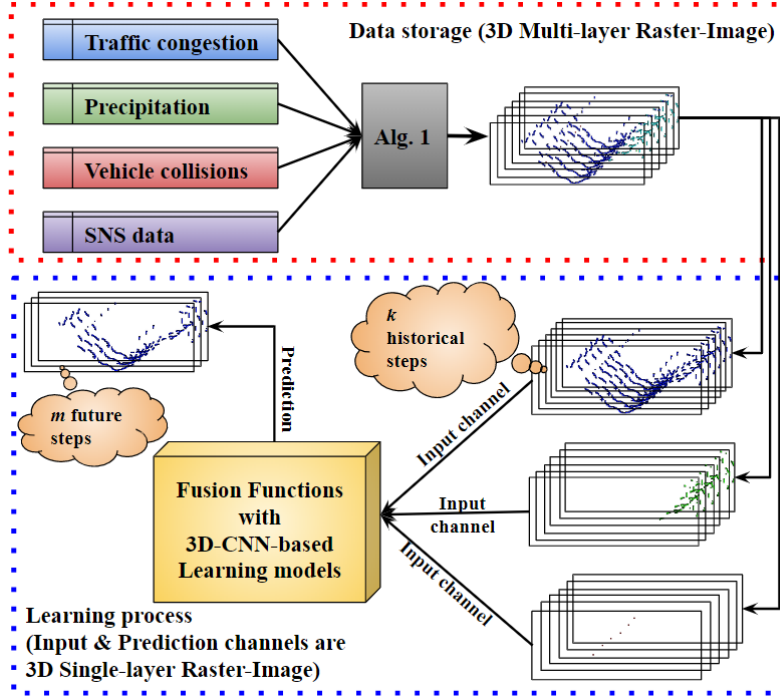 Data storage (3D Multi-layer Raster-Image)
Traffic congestion
Precipitation
Vehicle collisions
SNS data
Alg. 1
k
historical
steps
m future
steps
Prediction
Input channel
Input
channel
Input channel
Fusion Functions
with
3D-CNN-based
Learning models
Learning process
(Input & Prediction channels are
3D Single-layer Raster-Image)